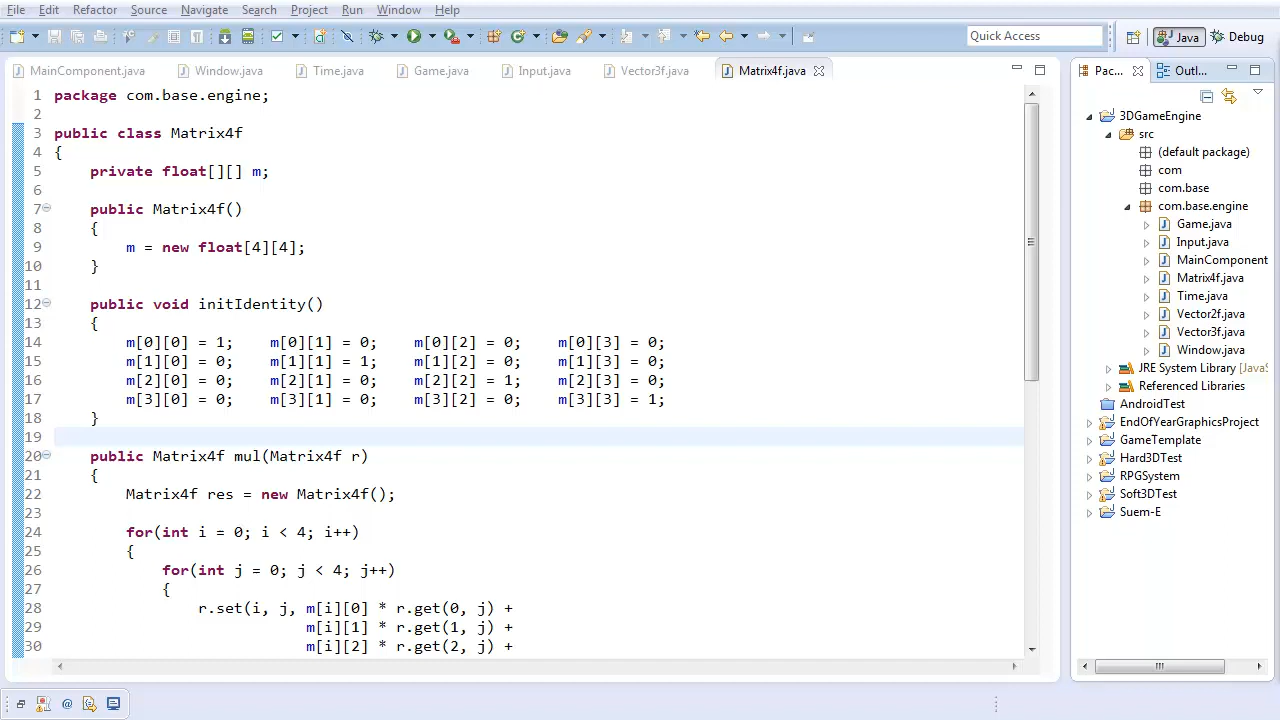 File Edit Refactor Source Navigate Search Project Run Window Help
Quick Access
Java
Debug
MainComponent.java Window.java Time.java Game.java Input.java Vector3f.java Matrix4f.java
Pac... Outl...
1 package com.base.engine;
2
3 public class Matrix4f
4 {
5 private float[][] m;
6
7 public Matrix4f()
8 {
9 m = new float[4][4];
10 }
11
12 public void initIdentity()
13 {
14 m[0][0] = 1; m[0][1] = 0; m[0][2] = 0; m[0][3] = 0;
15 m[1][0] = 0; m[1][1] = 1; m[1][2] = 0; m[1][3] = 0;
16 m[2][0] = 0; m[2][1] = 0; m[2][2] = 1; m[2][3] = 0;
17 m[3][0] = 0; m[3][1] = 0; m[3][2] = 0; m[3][3] = 1;
18 }
19
20 public Matrix4f mul(Matrix4f r)
21 {
22 Matrix4f res = new Matrix4f();
23
24 for(int i = 0; i < 4; i++)
25 {
26 for(int j = 0; j < 4; j++)
27 {
28 r.set(i, j, m[i][0] * r.get(0, j) +
29 m[i][1] * r.get(1, j) +
30 m[i][2] * r.get(2, j) +
3DGameEngine
src
(default package)
com
com.base
com.base.engine
Game.java
Input.java
MainComponent
Matrix4f.java
Time.java
Vector2f.java
Vector3f.java
Window.java
JRE System Library [JavaS
Referenced Libraries
AndroidTest
EndOfYearGraphicsProject
GameTemplate
Hard3DTest
RPGSystem
Soft3DTest
Suem-E